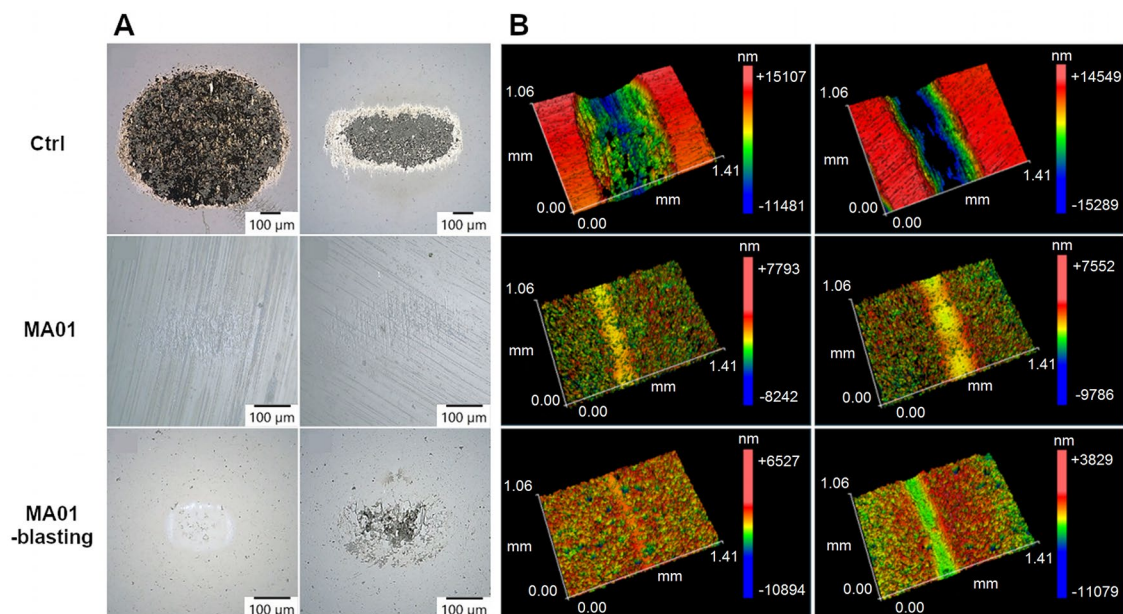 A
B
Ctrl
100 µm
100 µm
nm
+15107
-11481
1.06
mm
0.00
0.00
mm
1.41
nm
+14549
-15289
1.06
mm
0.00
0.00
mm
1.41
MA01
100 µm
100 µm
nm
+7793
-8242
1.06
mm
0.00
0.00
mm
1.41
nm
+7552
-9786
1.06
mm
0.00
0.00
mm
1.41
MA01
-blasting
100 µm
100 µm
nm
+6527
-10894
1.06
mm
0.00
0.00
mm
1.41
nm
+3829
-11079
1.06
mm
0.00
0.00
mm
1.41